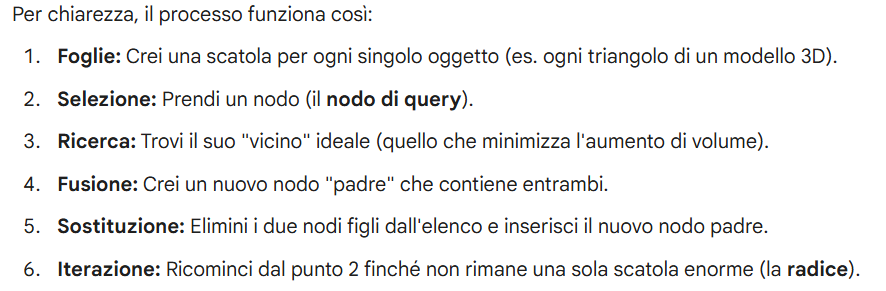 Per chiarezza, il processo funziona così:
1. Foglie: Crei una scatola per ogni singolo oggetto (es. ogni triangolo di un modello 3D).
2. Selezione: Prendi un nodo (il nodo di query).
3. Ricerca: Trovi il suo "vicino" ideale (quello che minimizza l'aumento di volume).
4. Fusione: Crei un nuovo nodo "padre" che contiene entrambi.
5. Sostituzione: Elimini i due nodi figli dall'elenco e inserisci il nuovo nodo padre.
6. Iterazione: Ricominci dal punto 2 finché non rimane una sola scatola enorme (la radice).